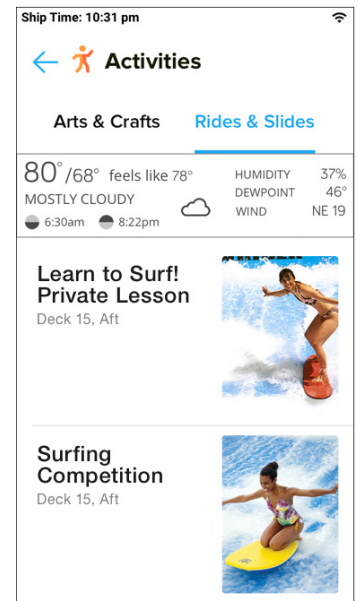 Ship Time: 10:31 pm
Activities
Arts & Crafts Rides & Slides
80°/68° feels like 78°
MOSTLY CLOUDY
6:30am 8:22pm
HUMIDITY 37%
DEWPOINT 46°
WIND NE 19
Learn to Surf!
Private Lesson
Deck 15, Aft
Surfing
Competition
Deck 15, Aft